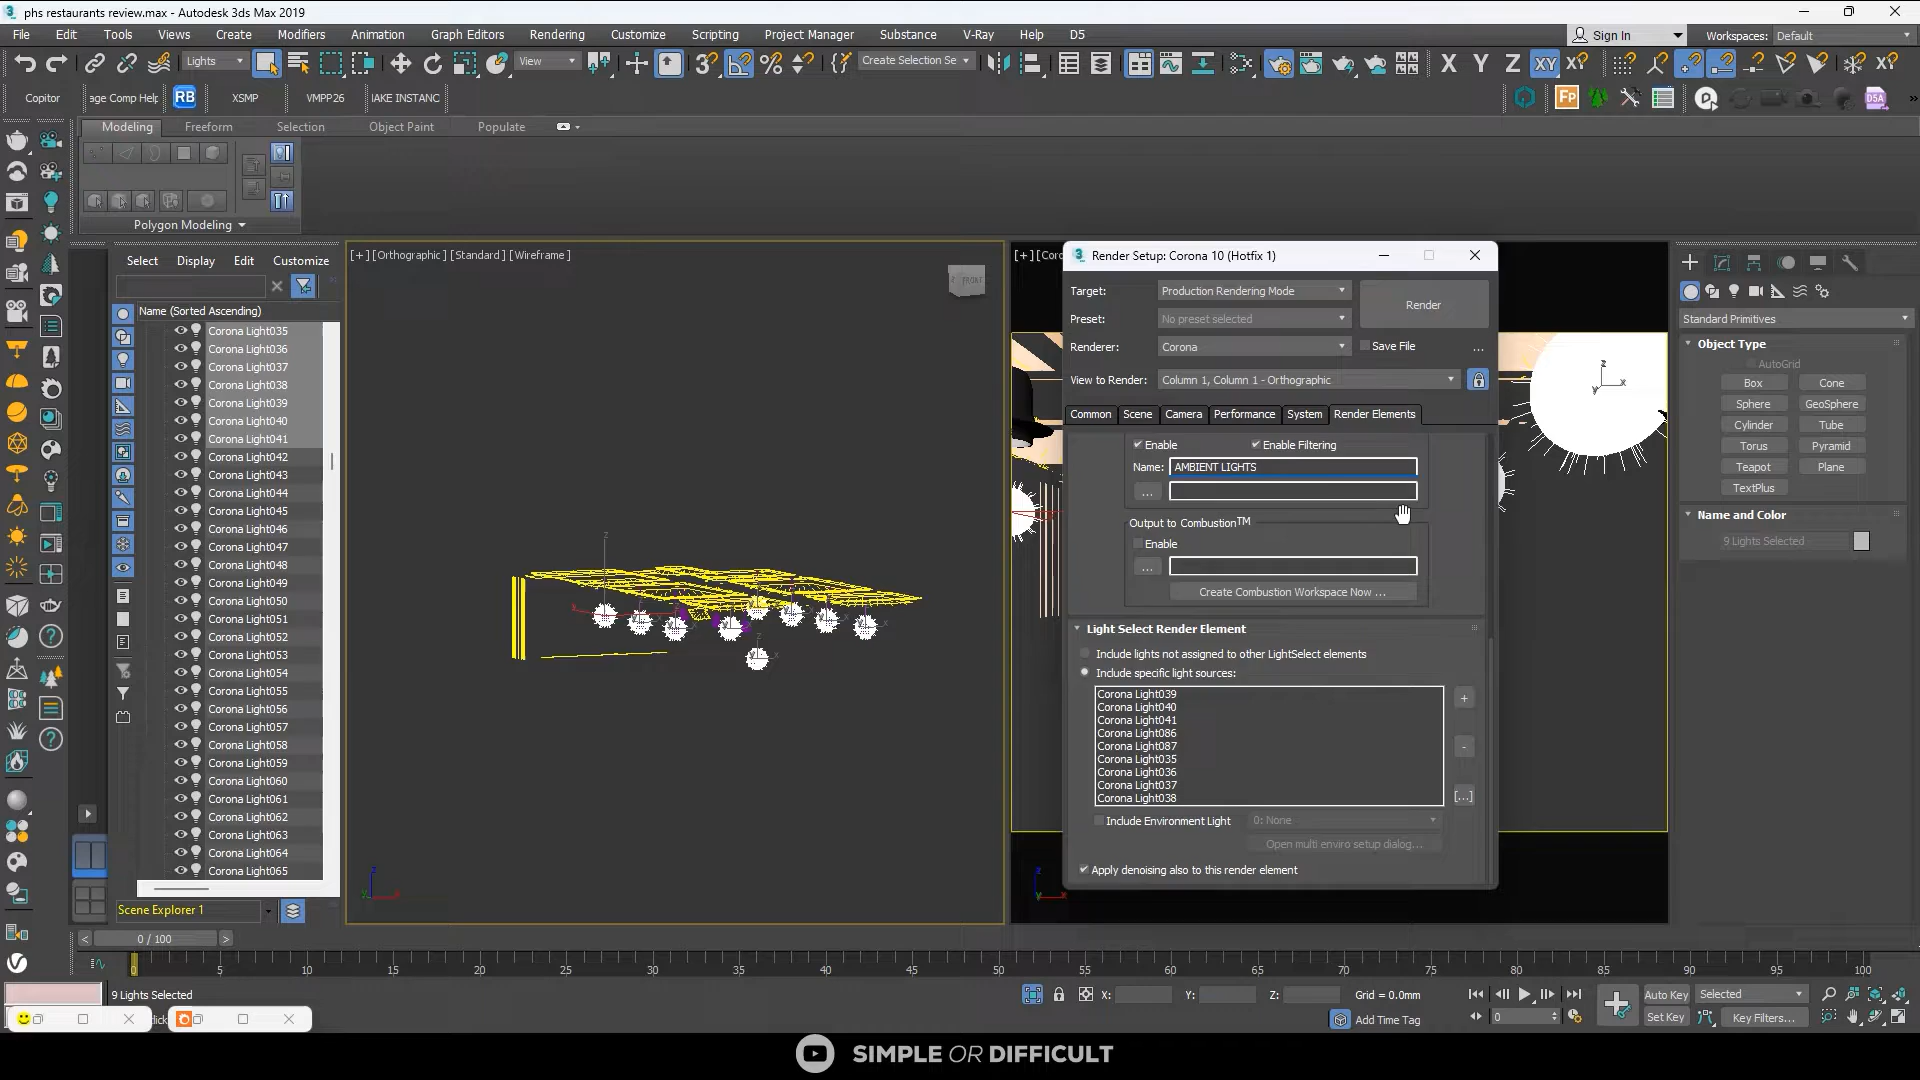 phs restaurants review.max - Autodesk 3ds Max 2019
File Edit Tools Views Create Modifiers Animation Graph Editors Rendering Customize Scripting Project Manager Substance V-Ray Help D5
Sign In Workspaces: Default
Lights View Create Selection Se X Y Z XY
Copitor age Comp Help RB XSMP VMPP26 IAKE INSTANC
Modeling Freeform Selection Object Paint Populate
Polygon Modeling
Select Display Edit Customize
Name (Sorted Ascending)
Corona Light035
Corona Light036
Corona Light037
Corona Light038
Corona Light039
Corona Light040
Corona Light041
Corona Light042
Corona Light043
Corona Light044
Corona Light045
Corona Light046
Corona Light047
Corona Light048
Corona Light049
Corona Light050
Corona Light051
Corona Light052
Corona Light053
Corona Light054
Corona Light055
Corona Light056
Corona Light057
Corona Light058
Corona Light059
Corona Light060
Corona Light061
Corona Light062
Corona Light063
Corona Light064
Corona Light065
Scene Explorer 1
[+] [Orthographic ] [Standard ] [Wireframe ]
FRONT
[+] [Coro
Render Setup: Corona 10 (Hotfix 1)
Target: Production Rendering Mode
Render
Preset: No preset selected
Renderer: Corona Save File ...
View to Render: Column 1, Column 1 - Orthographic
Common Scene Camera Performance System Render Elements
Enable Enable Filtering
Name: AMBIENT LIGHTS
...
Output to Combustion™
Enable
...
Create Combustion Workspace Now ...
Light Select Render Element
Include lights not assigned to other LightSelect elements
Include specific light sources:
Corona Light039
Corona Light040
Corona Light041
Corona Light086
Corona Light087
Corona Light035
Corona Light036
Corona Light037
Corona Light038
+
-
[...]
Include Environment Light 0: None
Open multi enviro setup dialog...
Apply denoising also to this render element
Standard Primitives
Object Type
AutoGrid
Box Cone
Sphere GeoSphere
Cylinder Tube
Torus Pyramid
Teapot Plane
TextPlus
Name and Color
9 Lights Selected
0 / 100
0 5 10 15 20 25 30 35 40 45 50 55 60 65 70 75 80 85 90 95 100
9 Lights Selected
X: Y: Z: Grid = 0.0mm
Add Time Tag
0
Auto Key Selected
Set Key Key Filters...
SIMPLE OR DIFFICULT